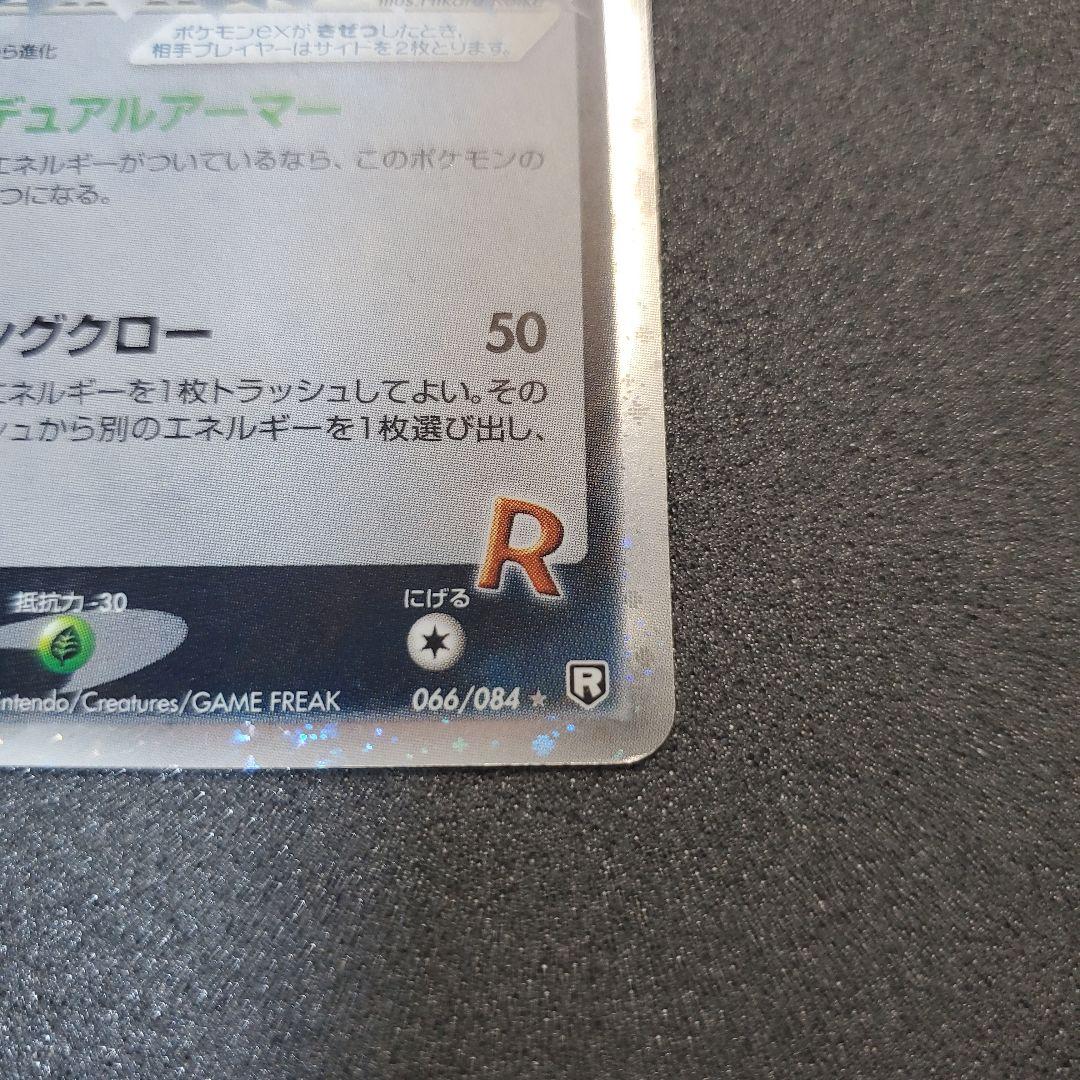 Illus.Hikaru Koike
ポケモンexが きぜつしたとき、
相手プレイヤーはサイドを2枚とります。
ら進化
デュアルアーマー
エネルギーがついているなら、このポケモンの
つになる。
ングクロー 50
エネルギーを1枚トラッシュしてよい。その
シュから別のエネルギーを1枚選び出し、
R
抵抗力 -30 にげる
intendo/Creatures/GAME FREAK 066/084 ★ R